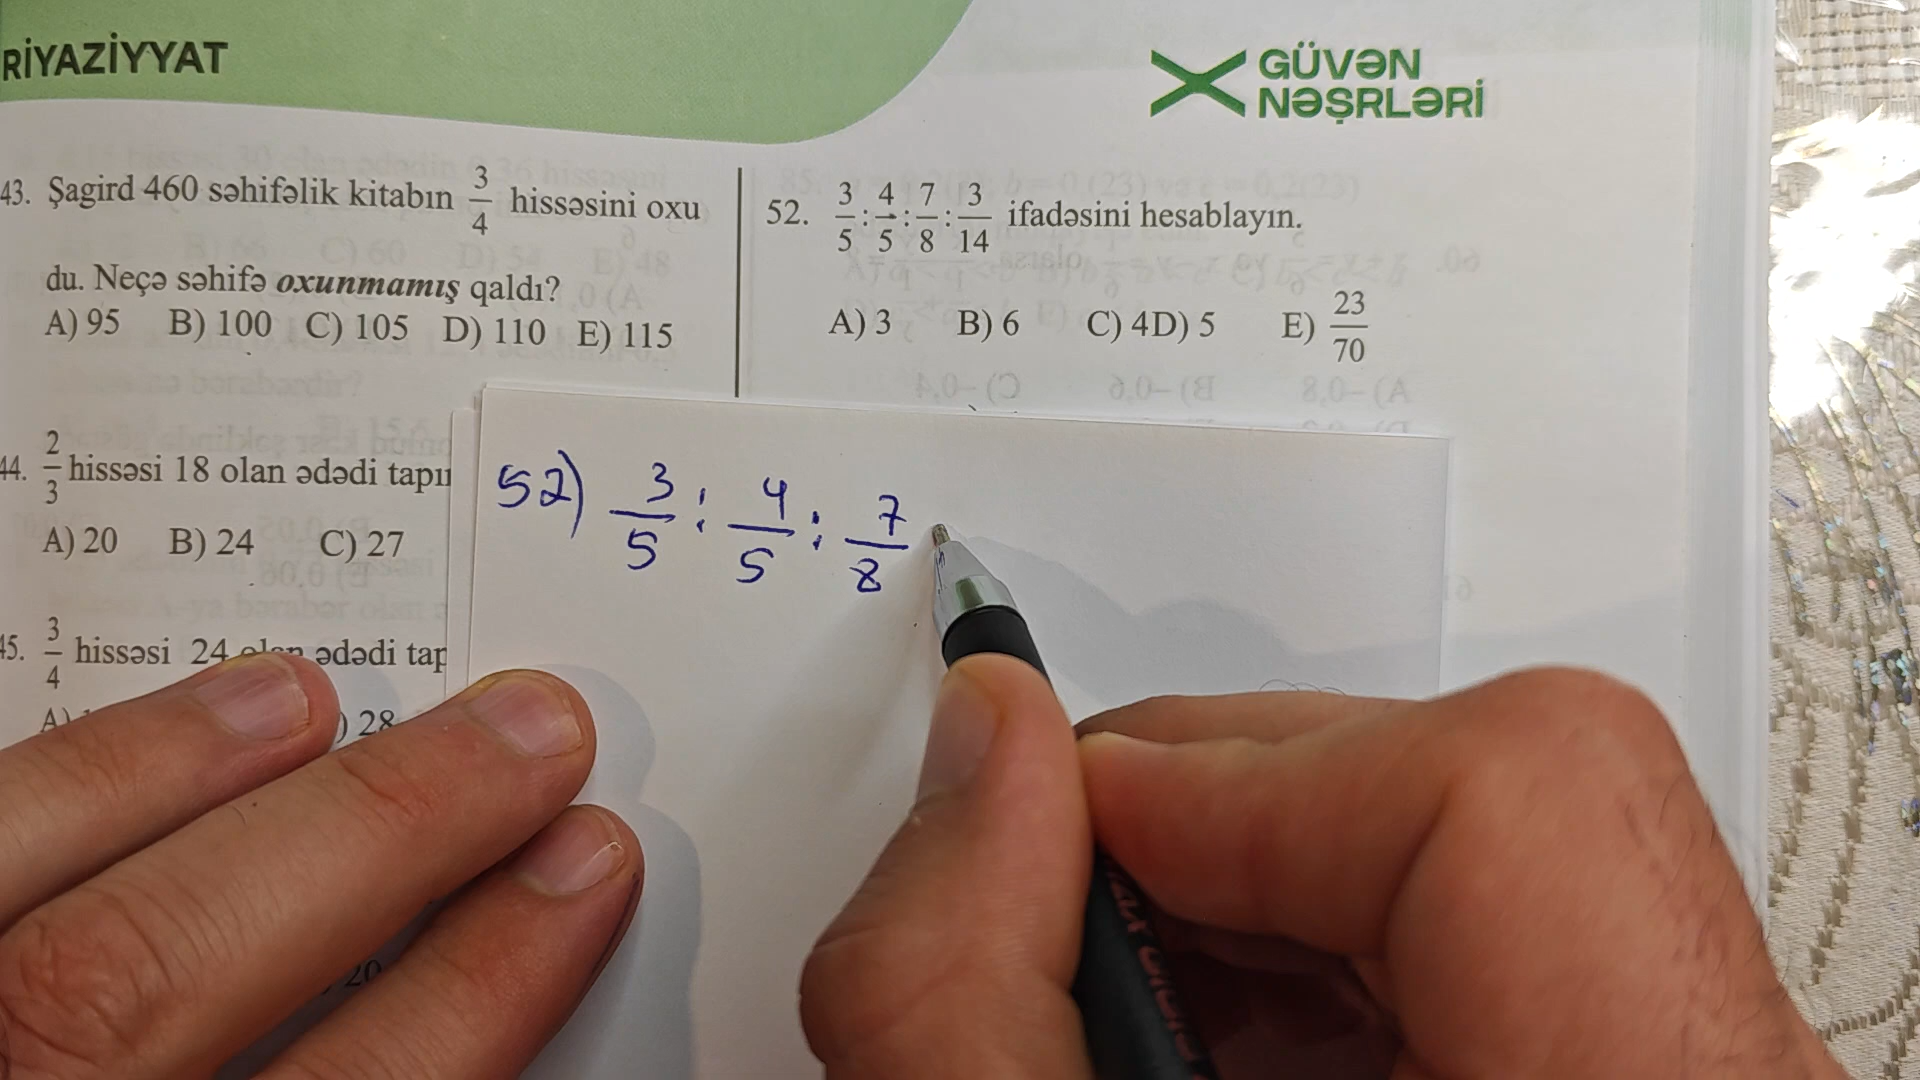 RİYAZİYYAT
GÜVƏN
NƏŞRLƏRİ
43. Şagird 460 səhifəlik kitabın 3/4 hissəsini oxu
du. Neçə səhifə oxunmamış qaldı?
A) 95 B) 100 C) 105 D) 110 E) 115
44. 2/3 hissəsi 18 olan ədədi tapı
A) 20 B) 24 C) 27
45. 3/4 hissəsi 24 olan ədədi tap
28
20
52. 3/5 : 4/5 : 7/8 : 3/14 ifadəsini hesablayın.
A) 3 B) 6 C) 4 D) 5 E) 23/70
52) 3/5 : 4/5 : 7/8